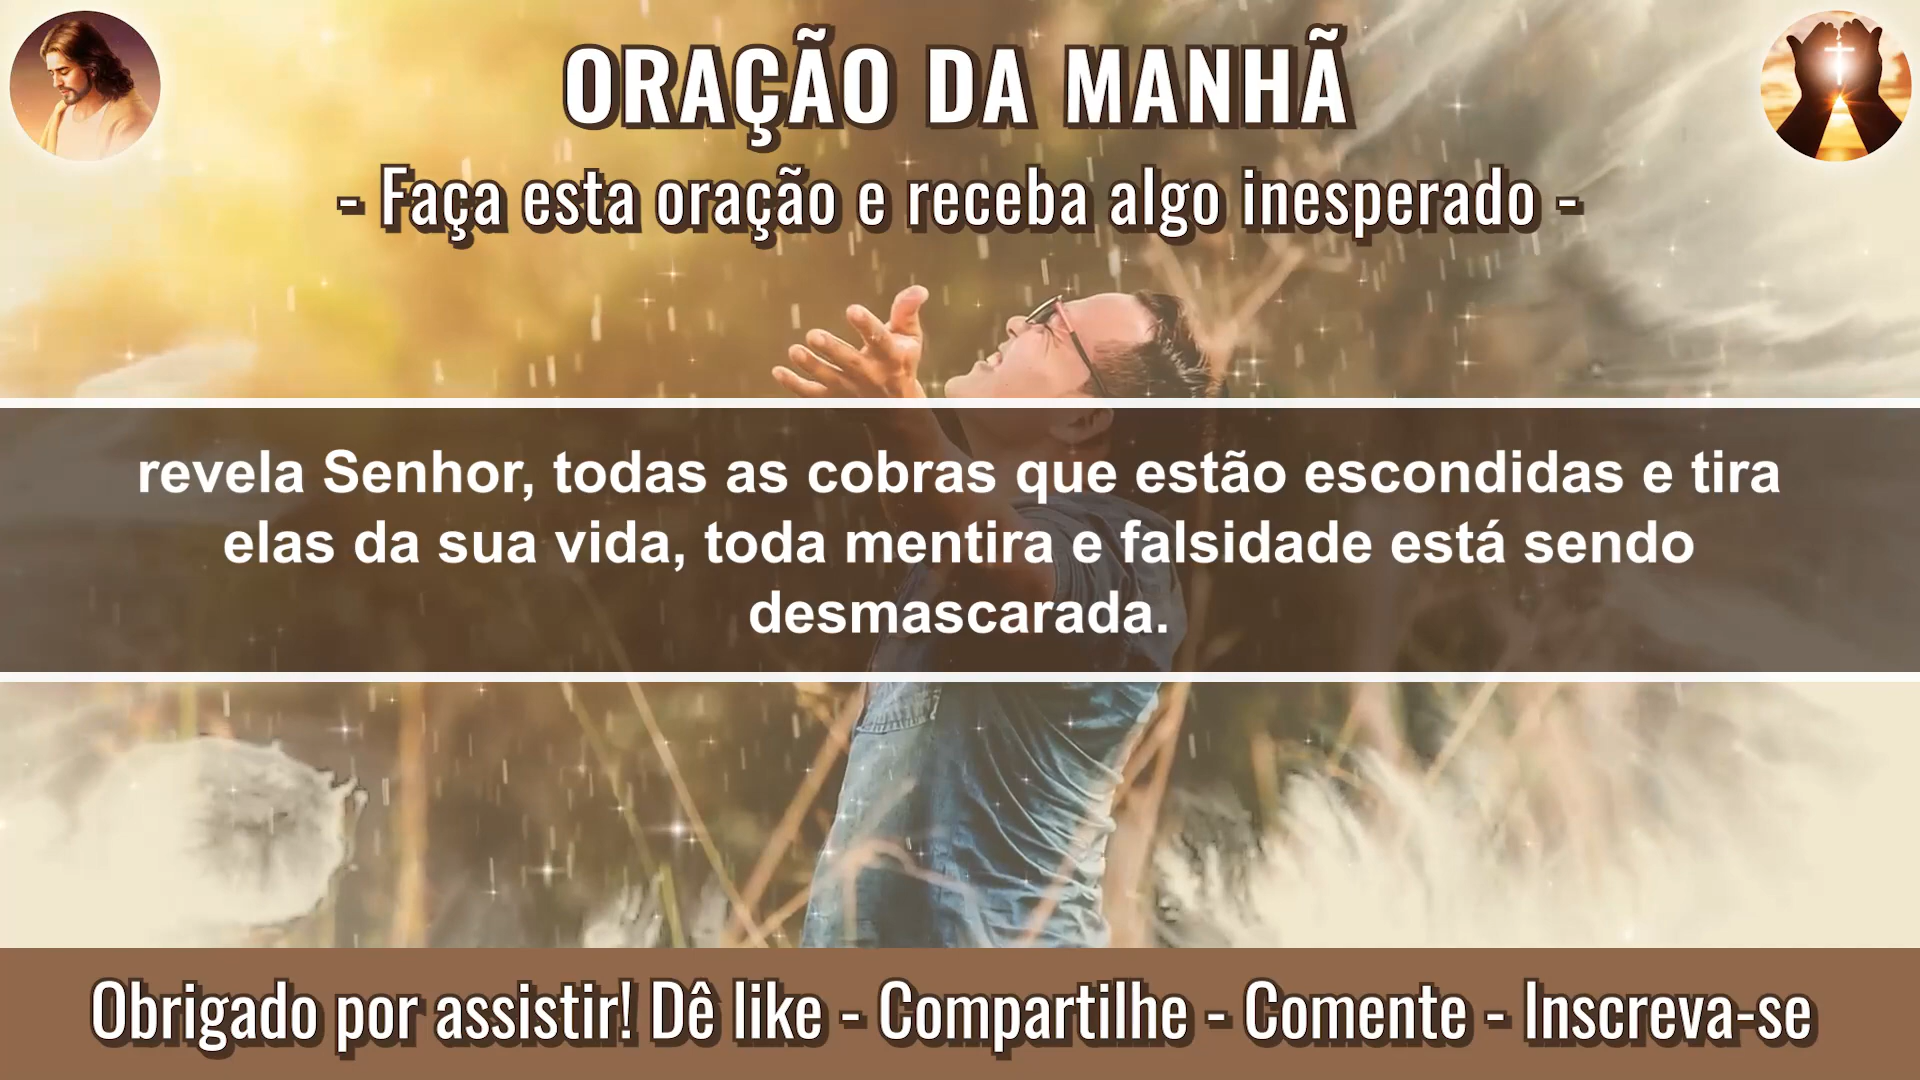 ORAÇÃO DA MANHÃ
- Faça esta oração e receba algo inesperado -
revela Senhor, todas as cobras que estão escondidas e tira
elas da sua vida, toda mentira e falsidade está sendo
desmascarada.
Obrigado por assistir! Dê like - Compartilhe - Comente - Inscreva-se